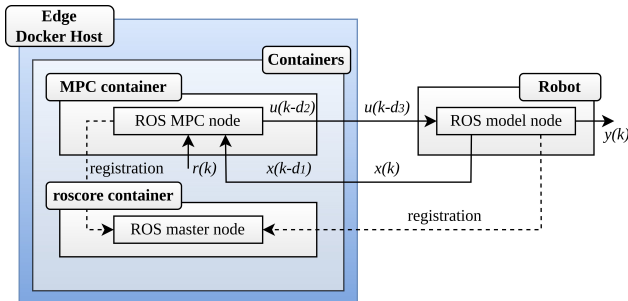 Edge
Docker Host
Containers
MPC container
Robot
u(k-d2)
u(k-d3)
ROS MPC node
ROS model node
y(k)
registration
r(k)
x(k-d1)
x(k)
roscore container
registration
ROS master node